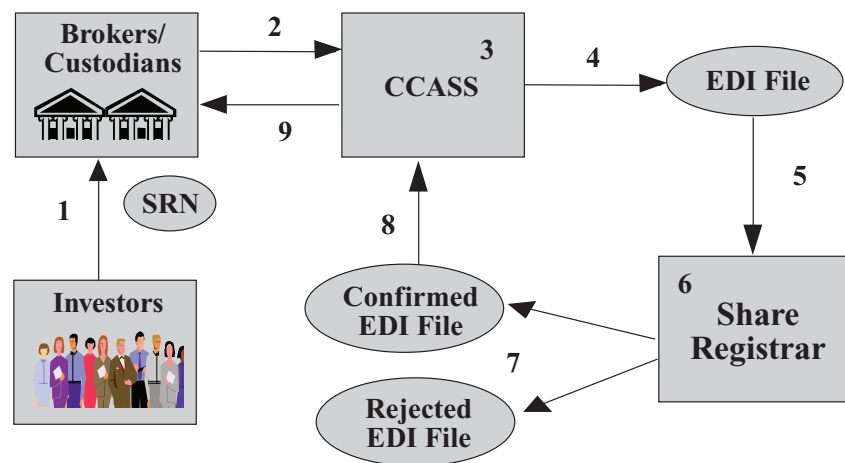 Brokers/
Custodians
2
3
CCASS
4
EDI File
9
1
SRN
5
8
Investors
Confirmed
EDI File
6
Share
Registrar
7
Rejected
EDI File